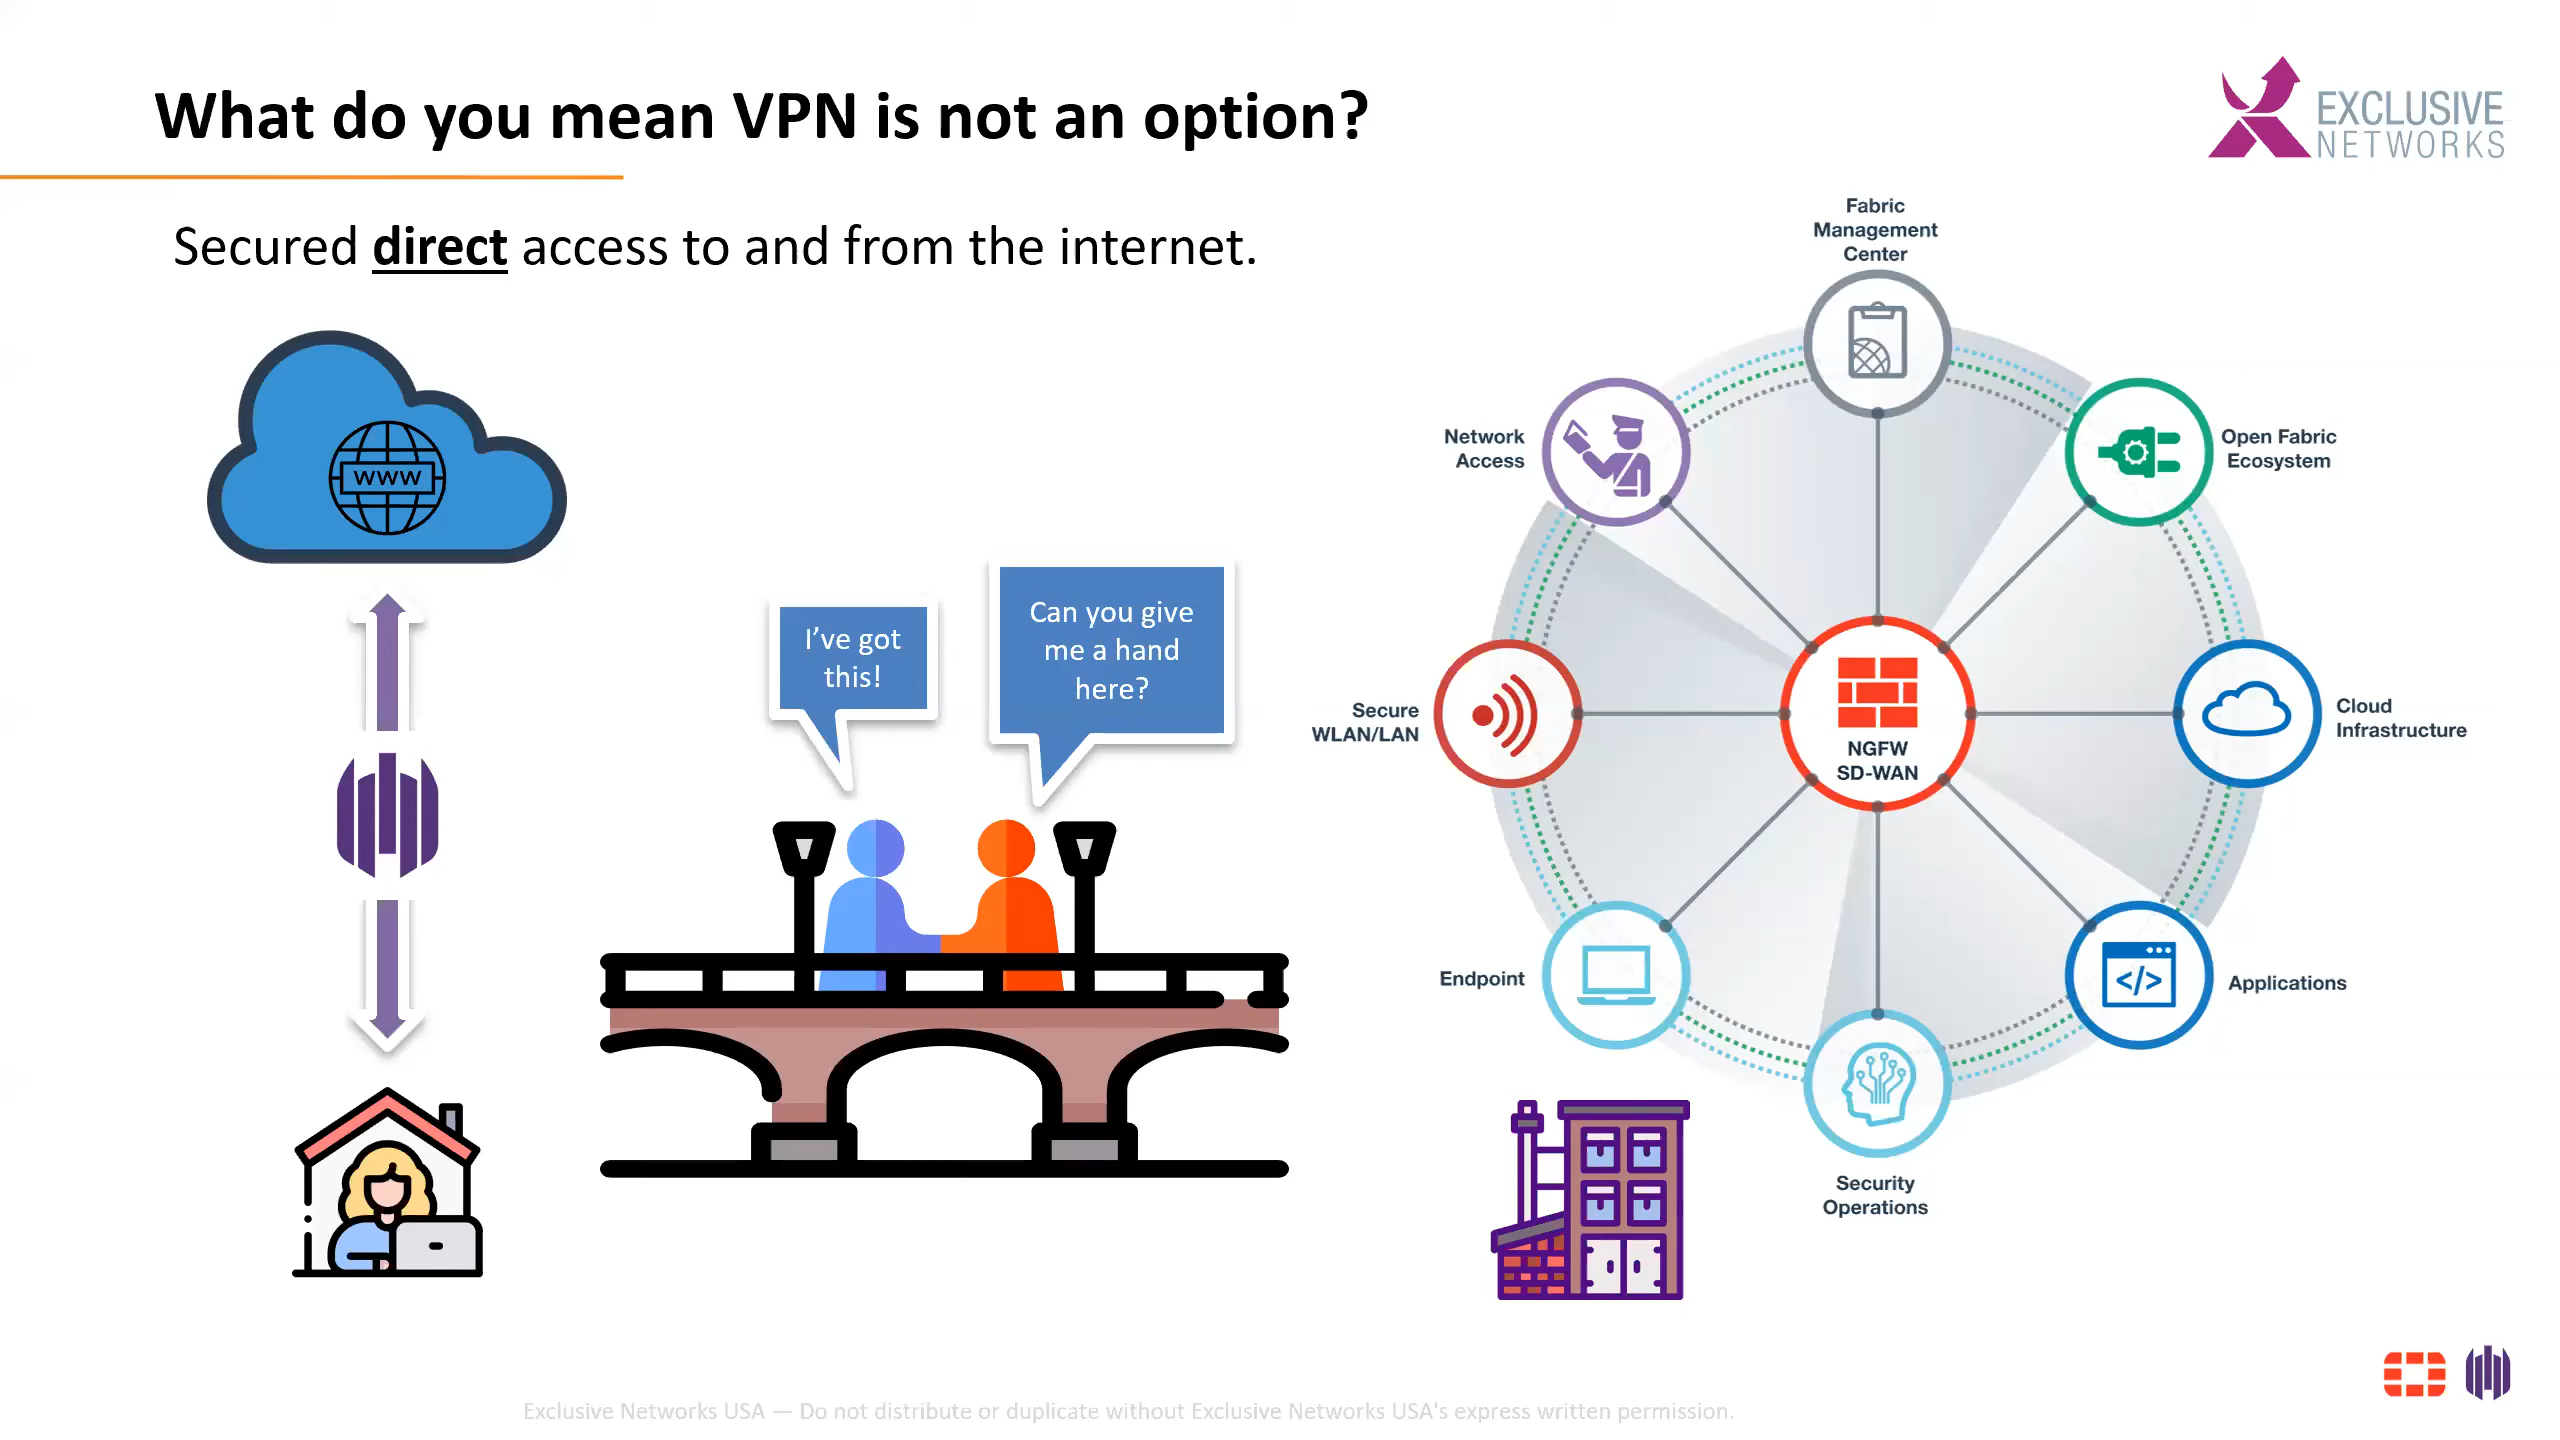 What do you mean VPN is not an option?
EXCLUSIVE
NETWORKS
Secured direct access to and from the internet.
www
I've got
this!
Can you give
me a hand
here?
Fabric
Management
Center
Network
Access
Open Fabric
Ecosystem
Secure
WLAN/LAN
NGFW
SD-WAN
Cloud
Infrastructure
Endpoint
</>
Applications
Security
Operations
Exclusive Networks USA — Do not distribute or duplicate without Exclusive Networks USA's express written permission.